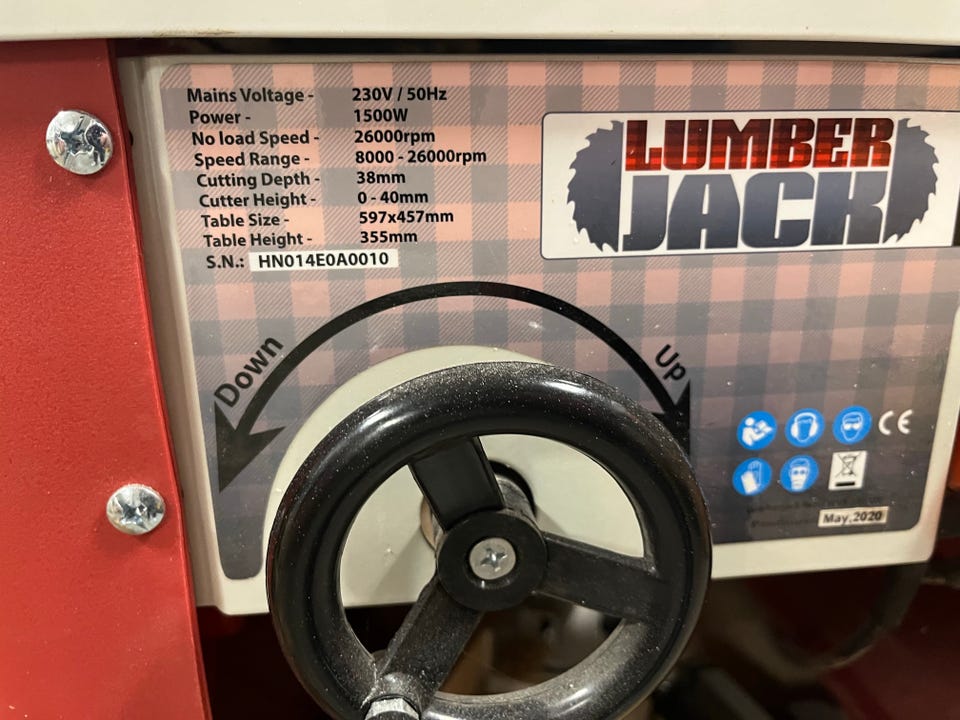 Mains Voltage - 230V / 50Hz
Power - 1500W
No load Speed - 26000rpm
Speed Range - 8000 - 26000rpm
Cutting Depth - 38mm
Cutter Height - 0 - 40mm
Table Size - 597x457mm
Table Height - 355mm
S.N.: HN014E0A0010
LUMBER
JACK
Down
Up
CE
May,2020